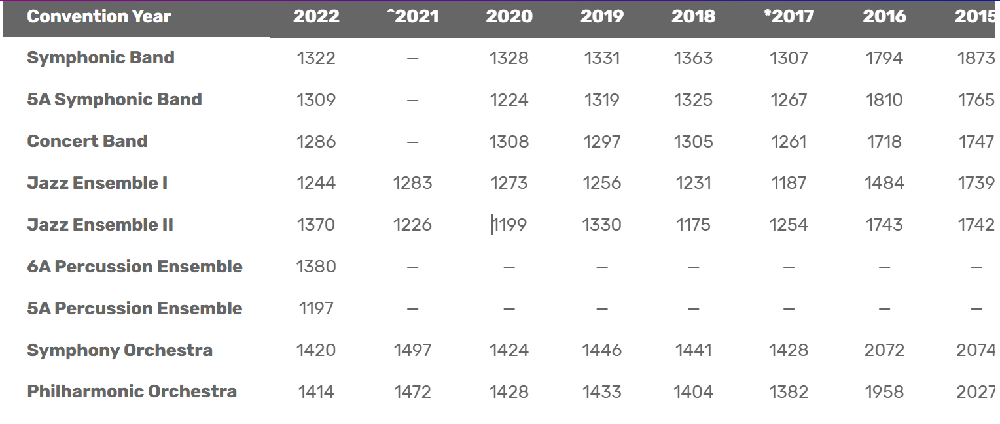 Convention Year 2022 ^2021 2020 2019 2018 *2017 2016 2015
Symphonic Band 1322 — 1328 1331 1363 1307 1794 1873
5A Symphonic Band 1309 — 1224 1319 1325 1267 1810 1765
Concert Band 1286 — 1308 1297 1305 1261 1718 1747
Jazz Ensemble I 1244 1283 1273 1256 1231 1187 1484 1739
Jazz Ensemble II 1370 1226 1199 1330 1175 1254 1743 1742
6A Percussion Ensemble 1380 — — — — — — —
5A Percussion Ensemble 1197 — — — — — — —
Symphony Orchestra 1420 1497 1424 1446 1441 1428 2072 2074
Philharmonic Orchestra 1414 1472 1428 1433 1404 1382 1958 2027